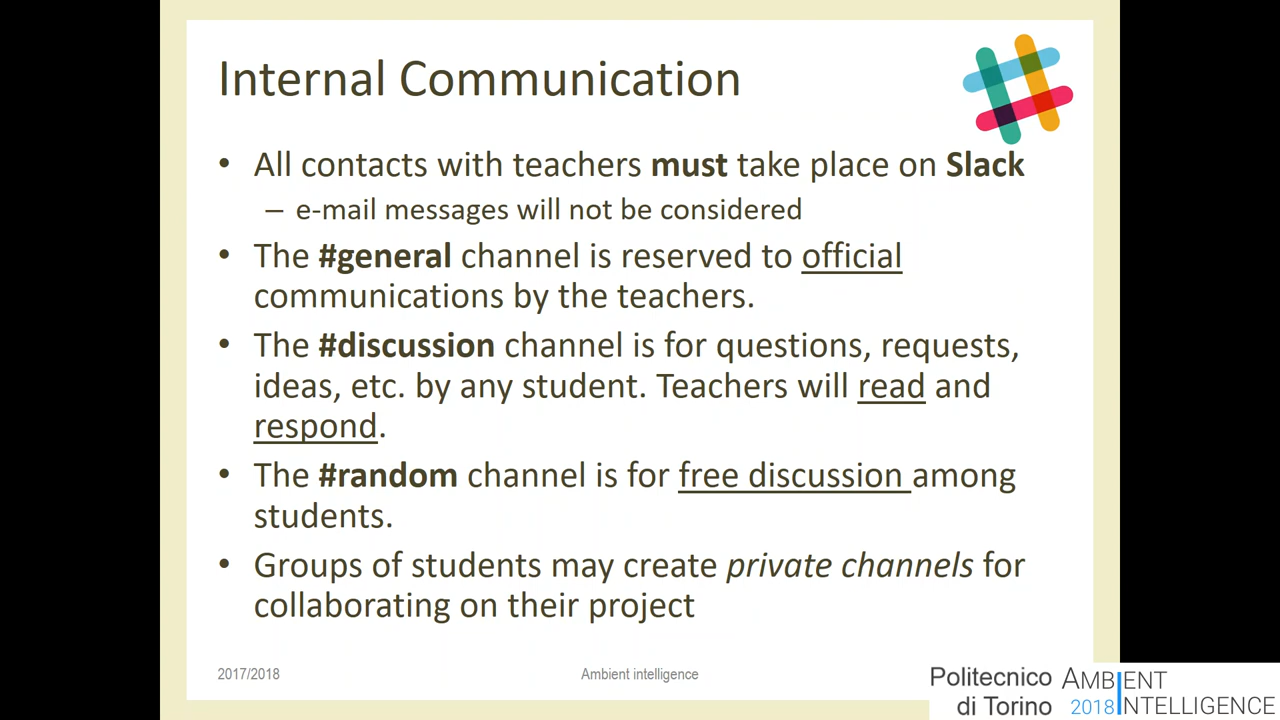 Internal Communication
• All contacts with teachers must take place on Slack
– e-mail messages will not be considered
• The #general channel is reserved to official
communications by the teachers.
• The #discussion channel is for questions, requests,
ideas, etc. by any student. Teachers will read and
respond.
• The #random channel is for free discussion among
students.
• Groups of students may create private channels for
collaborating on their project
2017/2018
Ambient intelligence
Politecnico
di Torino
AMBIENT
2018 INTELLIGENCE